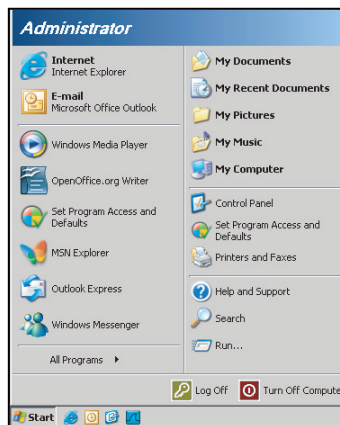 Administrator
Internet
Internet Explorer
E-mail
Microsoft Office Outlook
Windows Media Player
OpenOffice.org Writer
Set Program Access and
Defaults
MSN Explorer
Outlook Express
Windows Messenger
All Programs
My Documents
My Recent Documents
My Pictures
My Music
My Computer
Control Panel
Set Program Access and
Defaults
Printers and Faxes
Help and Support
Search
Run...
Log Off
Turn Off Compute
Start